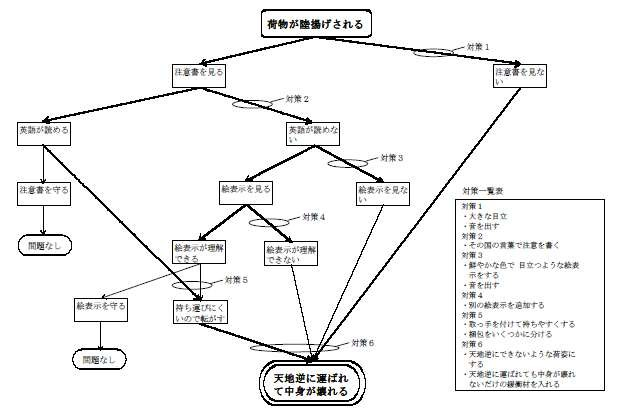 荷物が陸揚げされる
対策１
注意書を見る
注意書を見な
い
対策２
英語が読める
英語が読めな
い
対策３
注意書を守る
絵表示を見る
絵表示を見な
い
対策４
問題なし
絵表示が理解
できる
絵表示が理解
できない
対策５
絵表示を守る
持ち運びにく
いので転がす
対策６
問題なし
天地逆に運ばれ
て中身が壊れる
対策一覧表
対策１
・大きな目立
・音を出す
対策２
・その国の言葉で注意を書く
対策３
・鮮やかな色で 目立つような絵表
示をする
・音を出す
対策４
・別の絵表示を追加する
対策５
・取っ手を付けて持ちやすくする
・梱包をいくつかに分ける
対策６
・天地逆にできないような荷姿に
する
・天地逆に運ばれても中身が壊れ
ないだけの緩衝材を入れる